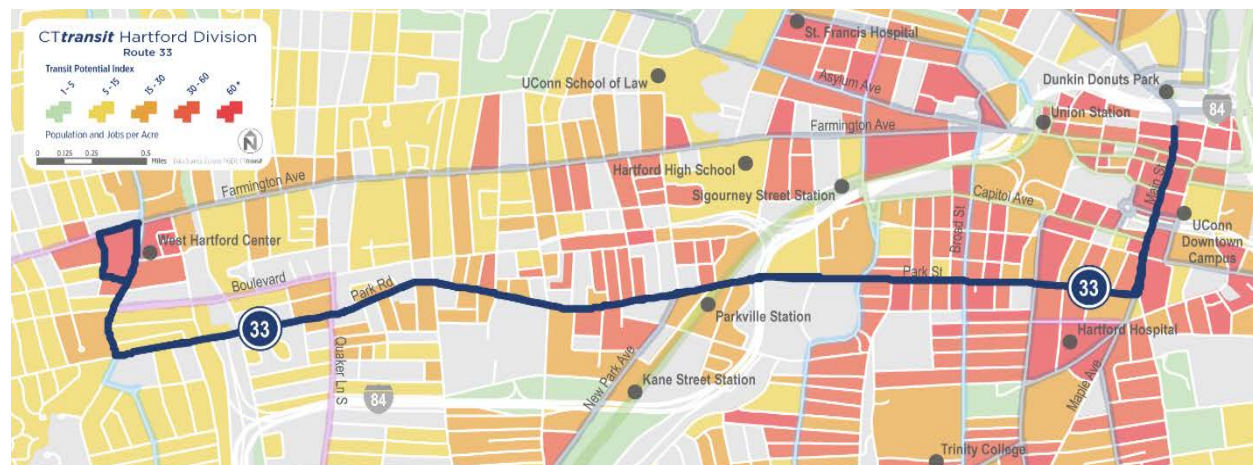 CTtransit Hartford Division
Route 33
Transit Potential Index
1-5
5-15
15-30
30-60
60+
Population and Jobs per Acre
N
0 0.125 0.25 0.5
Miles
St. Francis Hospital
UConn School of Law
Asylum Ave
Dunkin Donuts Park
84
Union Station
Farmington Ave
Hartford High School
Farmington Ave
Sigourney Street Station
Capitol Ave
Broad St
Main St
UConn
Downtown
Campus
West Hartford Center
Boulevard
Park Rd
Park St
33
33
Parkville Station
Hartford Hospital
Quaker Ln S
New Park Ave
Kane Street Station
84
Maple Ave
Trinity College